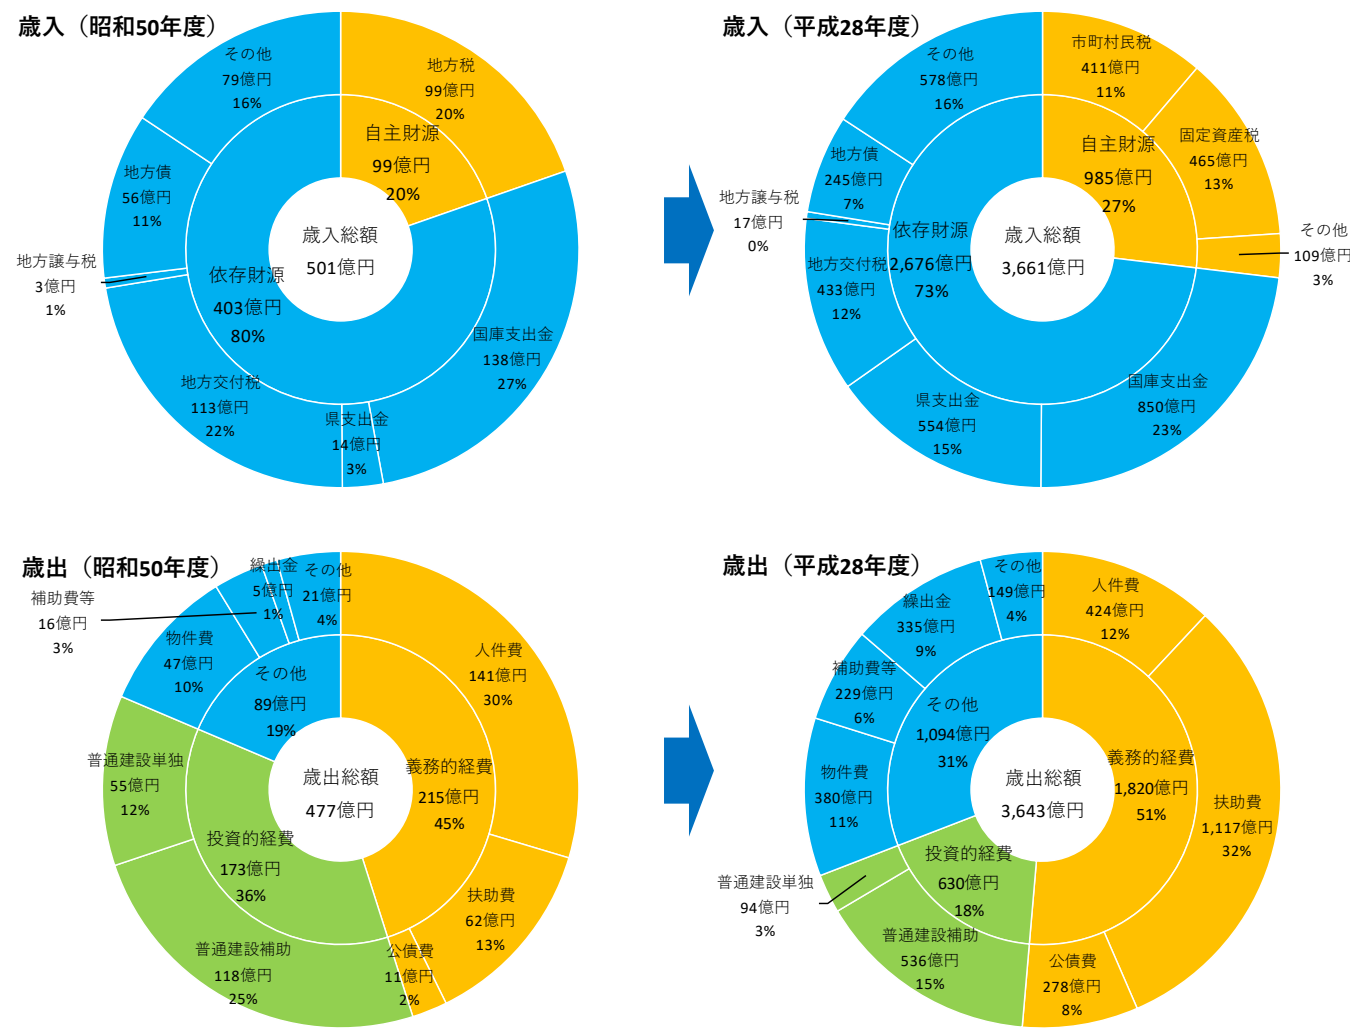 歳入（昭和50年度）
その他
79億円
16%
地方税
99億円
20%
自主財源
99億円
20%
地方債
56億円
11%
歳入総額
501億円
地方譲与税
3億円
1%
依存財源
403億円
80%
国庫支出金
138億円
27%
地方交付税
113億円
22%
県支出金
14億円
3%
歳入（平成28年度）
その他
578億円
16%
市町村民税
411億円
11%
自主財源
985億円
27%
固定資産税
465億円
13%
地方債
245億円
7%
地方譲与税
17億円
0%
依存財源
2,676億円
73%
歳入総額
3,661億円
その他
109億円
3%
地方交付税
433億円
12%
県支出金
554億円
15%
国庫支出金
850億円
23%
歳出（昭和50年度）
繰出金
5億円
1%
その他
21億円
4%
補助費等
16億円
3%
物件費
47億円
10%
人件費
141億円
30%
その他
89億円
19%
普通建設単独
55億円
12%
歳出総額
477億円
義務的経費
215億円
45%
投資的経費
173億円
36%
扶助費
62億円
13%
普通建設補助
118億円
25%
公債費
11億円
2%
歳出（平成28年度）
その他
149億円
4%
人件費
424億円
12%
繰出金
335億円
9%
補助費等
229億円
6%
その他
1,094億円
31%
物件費
380億円
11%
歳出総額
3,643億円
義務的経費
1,820億円
51%
扶助費
1,117億円
32%
投資的経費
630億円
18%
普通建設単独
94億円
3%
普通建設補助
536億円
15%
公債費
278億円
8%